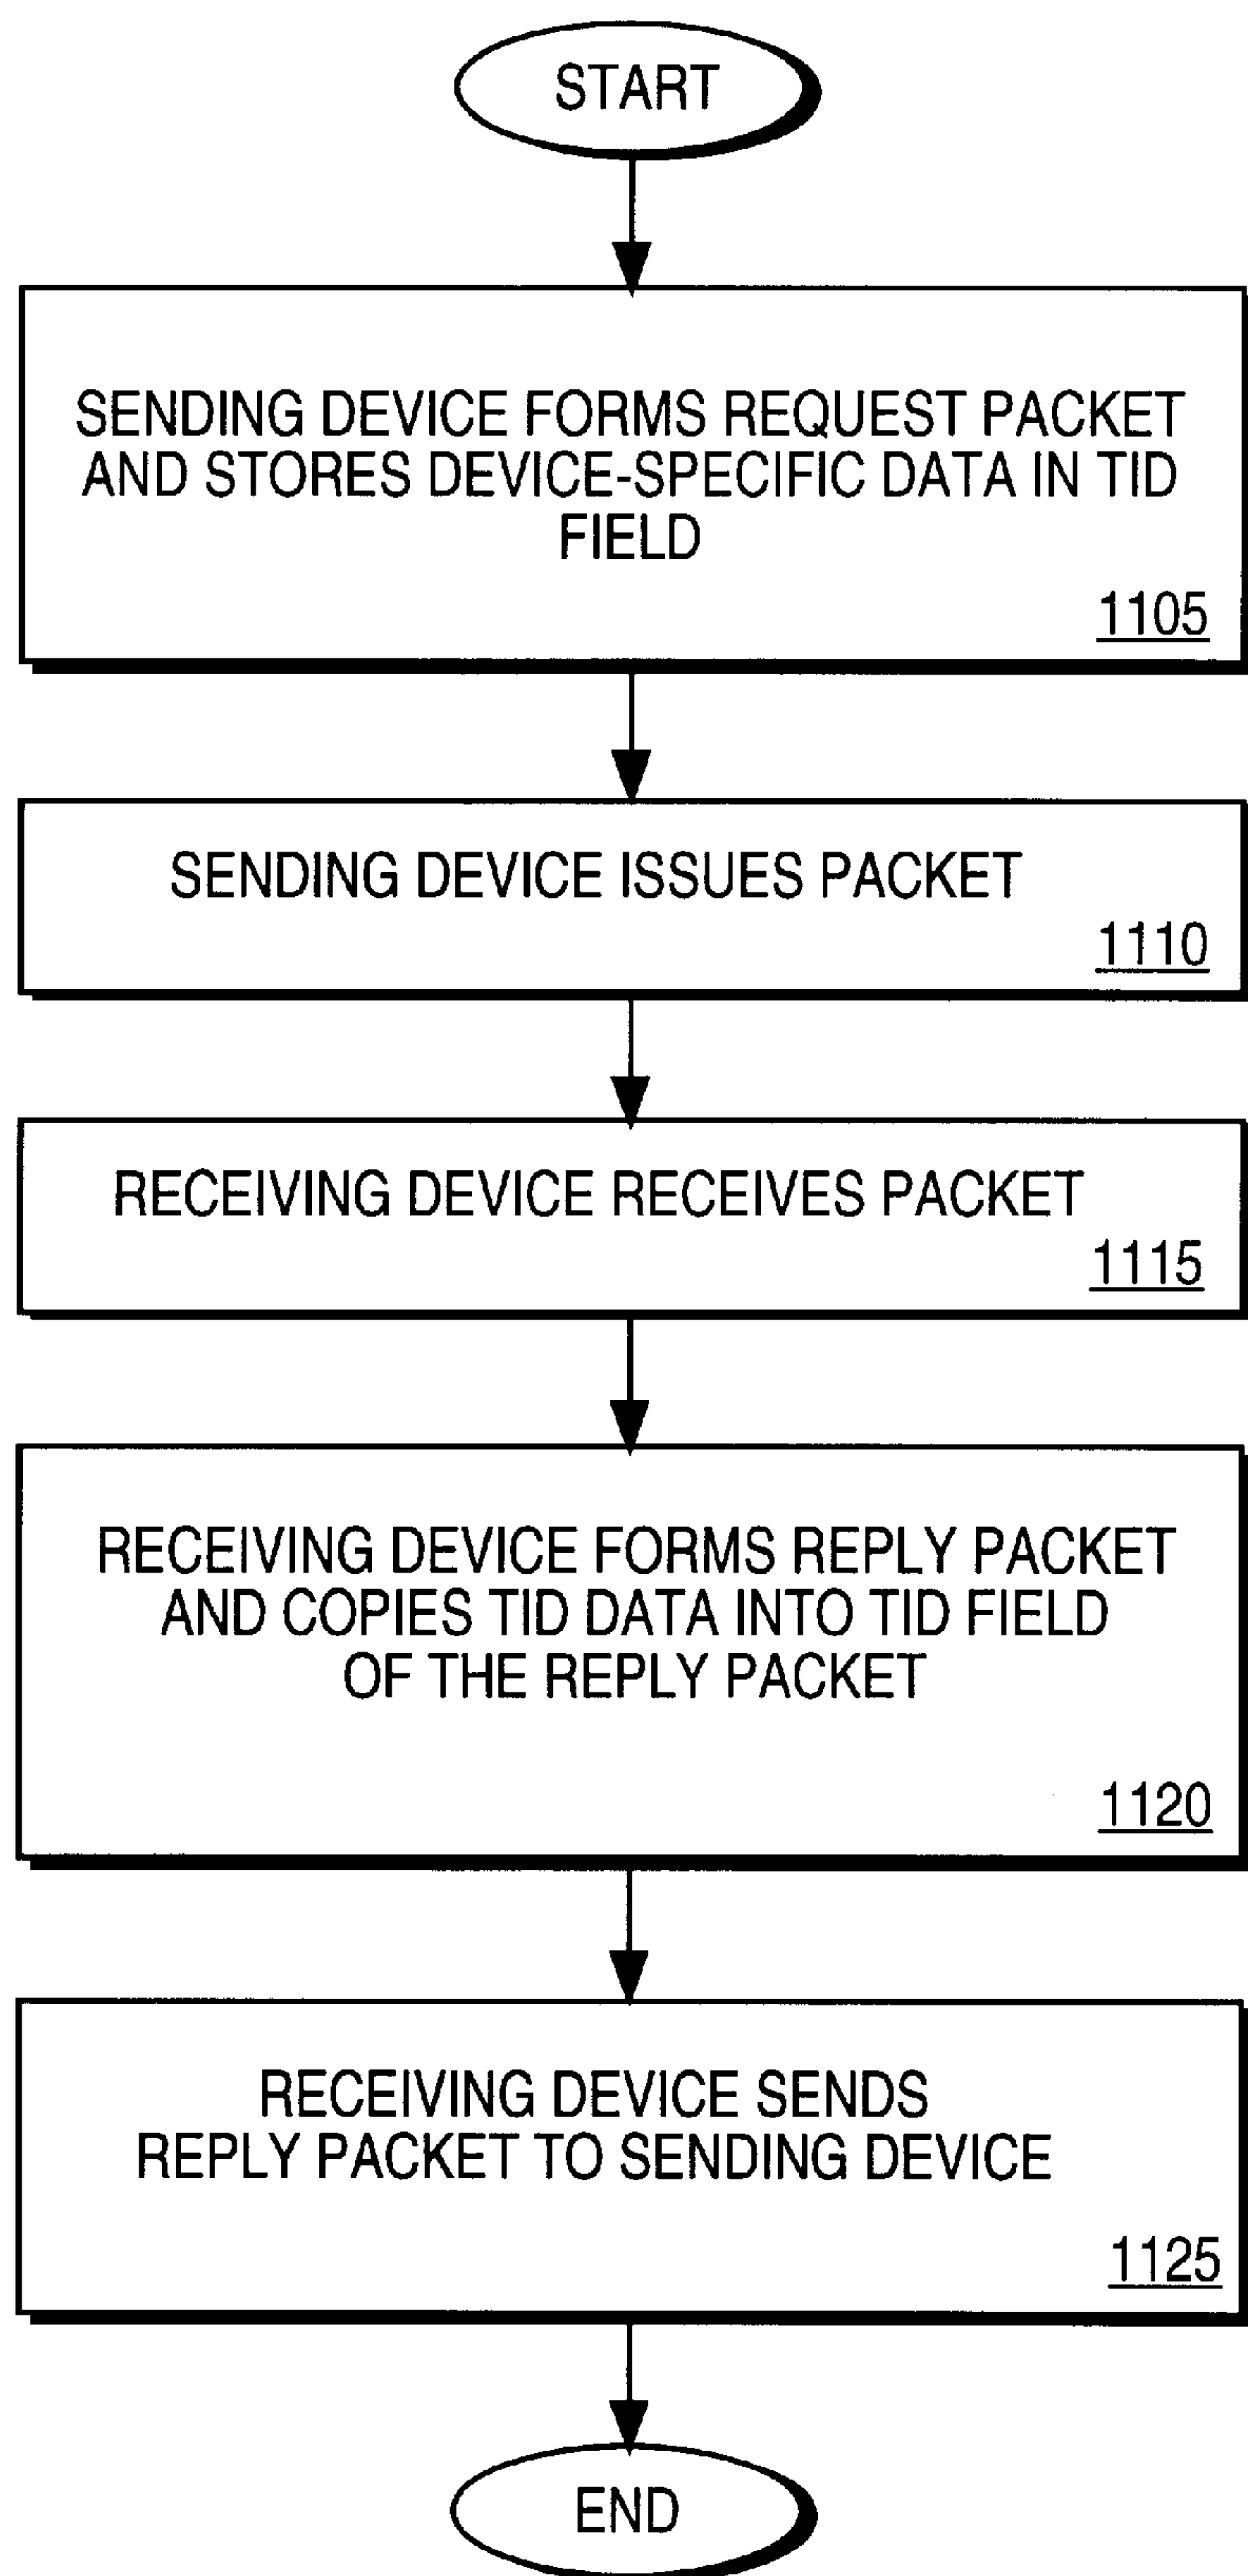 START
SENDING DEVICE FORMS REQUEST PACKET
AND STORES DEVICE-SPECIFIC DATA IN TID
FIELD
1105
SENDING DEVICE ISSUES PACKET
1110
RECEIVING DEVICE RECEIVES PACKET
1115
RECEIVING DEVICE FORMS REPLY PACKET
AND COPIES TID DATA INTO TID FIELD
OF THE REPLY PACKET
1120
RECEIVING DEVICE SENDS
REPLY PACKET TO SENDING DEVICE
1125
END